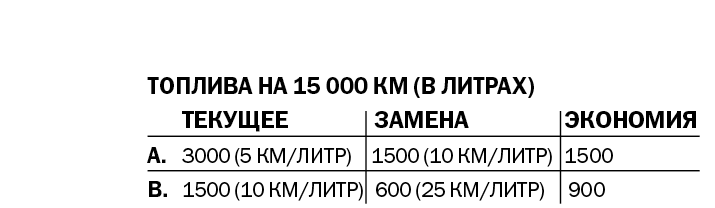 ТОПЛИВА НА 15 000 КМ (В ЛИТРАХ)
ТЕКУЩЕЕ ЗАМЕНА ЭКОНОМИЯ
А. 3000 (5 КМ/ЛИТР) 1500 (10 КМ/ЛИТР) 1500
В. 1500 (10 КМ/ЛИТР) 600 (25 КМ/ЛИТР) 900